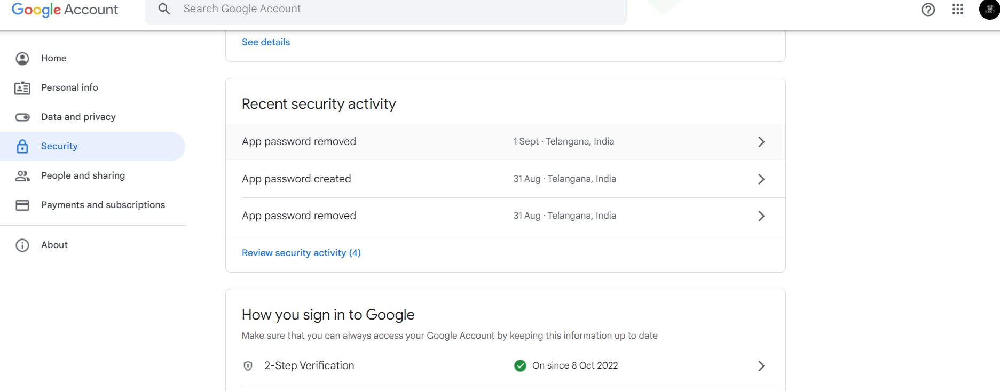 Google Account
Search Google Account
See details
Home
Personal info
Data and privacy
Security
People and sharing
Payments and subscriptions
About
Recent security activity
App password removed 1 Sept · Telangana, India
App password created 31 Aug · Telangana, India
App password removed 31 Aug · Telangana, India
Review security activity (4)
How you sign in to Google
Make sure that you can always access your Google Account by keeping this information up to date
2-Step Verification On since 8 Oct 2022